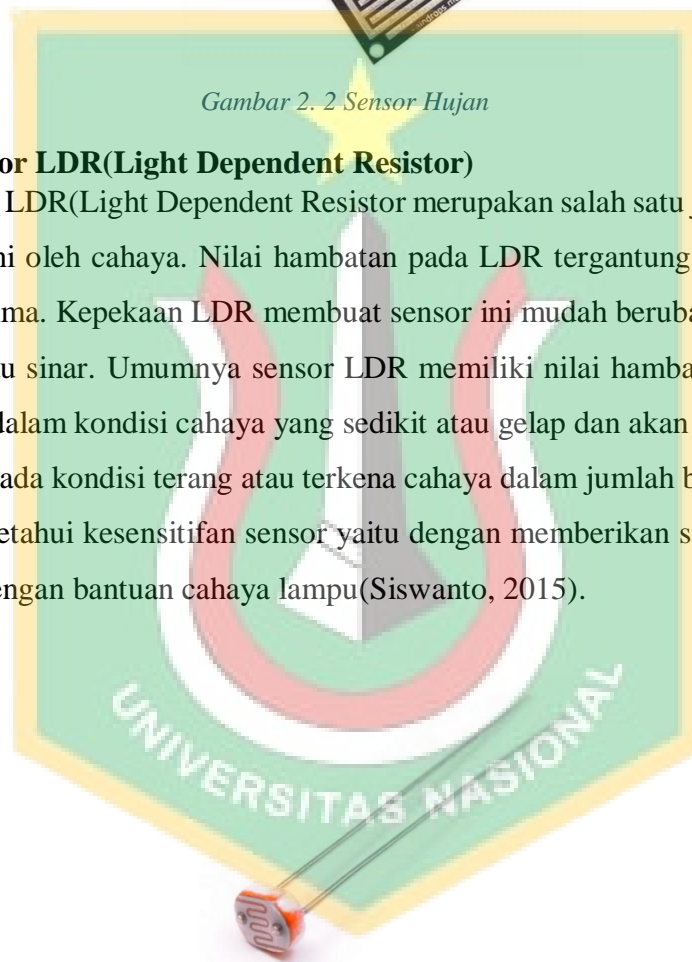 Gambar 2. 2 Sensor Hujan
or LDR(Light Dependent Resistor)
LDR(Light Dependent Resistor merupakan salah satu
ni oleh cahaya. Nilai hambatan pada LDR tergantung
ma. Kepekaan LDR membuat sensor ini mudah beruba
u sinar. Umumnya sensor LDR memiliki nilai hamba
dalam kondisi cahaya yang sedikit atau gelap dan akan
ada kondisi terang atau terkena cahaya dalam jumlah b
etahui kesensitifan sensor yaitu dengan memberikan s
engan bantuan cahaya lampu(Siswanto, 2015).
UNIVERSITAS NASIONAL